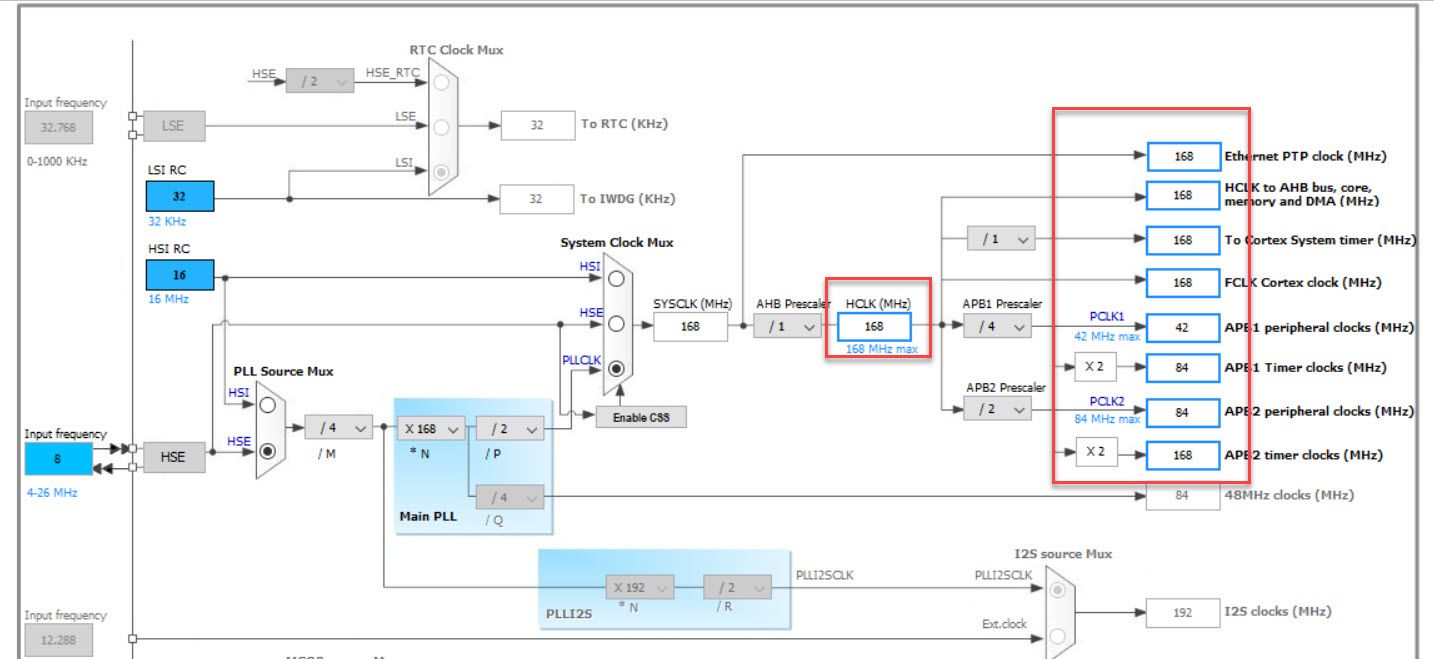 RTC Clock Mux
HSE
/ 2
HSE_RTC
Input frequency
32.768
0-1000 KHz
LSE
LSE
32
To RTC (KHz)
LSI RC
32
32 KHz
LSI
32
To IWDG (KHz)
168
Ethernet PTP clock (MHz)
168
HCLK to AHB bus, core,
memory and DMA (MHz)
/ 1
168
To Cortex System timer (MHz)
HSI RC
16
16 MHz
System Clock Mux
HSI
168
FCLK Cortex clock (MHz)
HSE
SYSCLK (MHz)
168
AHB Prescaler
/ 1
HCLK (MHz)
168
168 MHz max
APB1 Prescaler
/ 4
PCLK1
42 MHz max
42
APB1 peripheral clocks (MHz)
PLLCLK
X 2
84
APB1 Timer clocks (MHz)
PLL Source Mux
HSI
APB2 Prescaler
/ 2
PCLK2
84 MHz max
84
APB2 peripheral clocks (MHz)
Enable CSS
Input frequency
8
4-26 MHz
HSE
HSE
/ 4
/ M
X 168
* N
/ 2
/ P
X 2
168
APB2 timer clocks (MHz)
/ 4
/ Q
Main PLL
84
48MHz clocks (MHz)
I2S source Mux
X 192
* N
/ 2
/ R
PLLI2S
PLLI2SCLK
PLLI2SCLK
192
I2S clocks (MHz)
Input frequency
12.288
Ext.clock